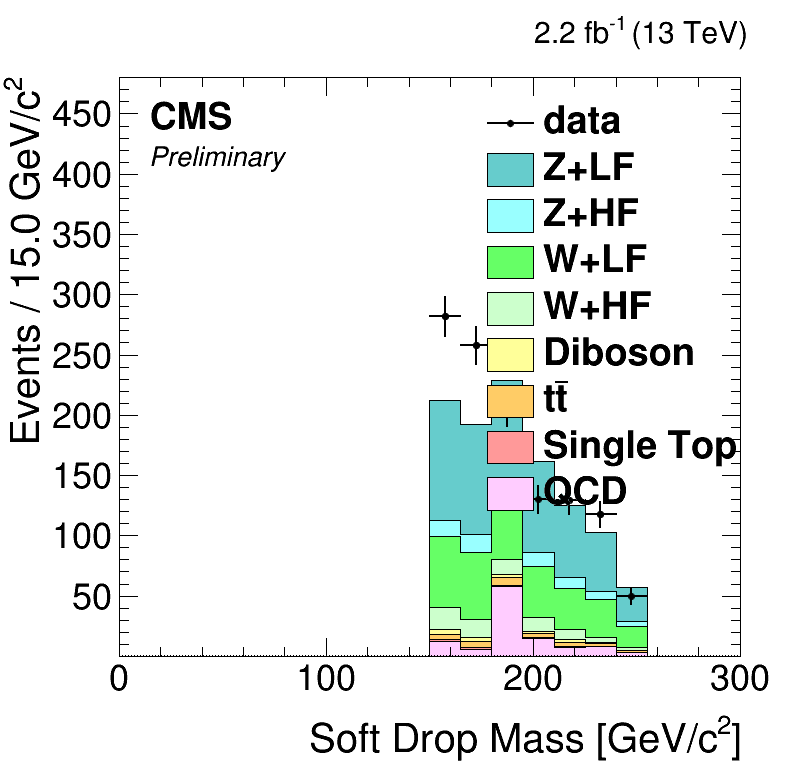 2.2 fb-1 (13 TeV)
CMS
Preliminary
data
Z+LF
Z+HF
W+LF
W+HF
Diboson
tt̄
Single Top
QCD
Events / 15.0 GeV/c2
450
400
350
300
250
200
150
100
50
0
100
200
300
Soft Drop Mass [GeV/c2]